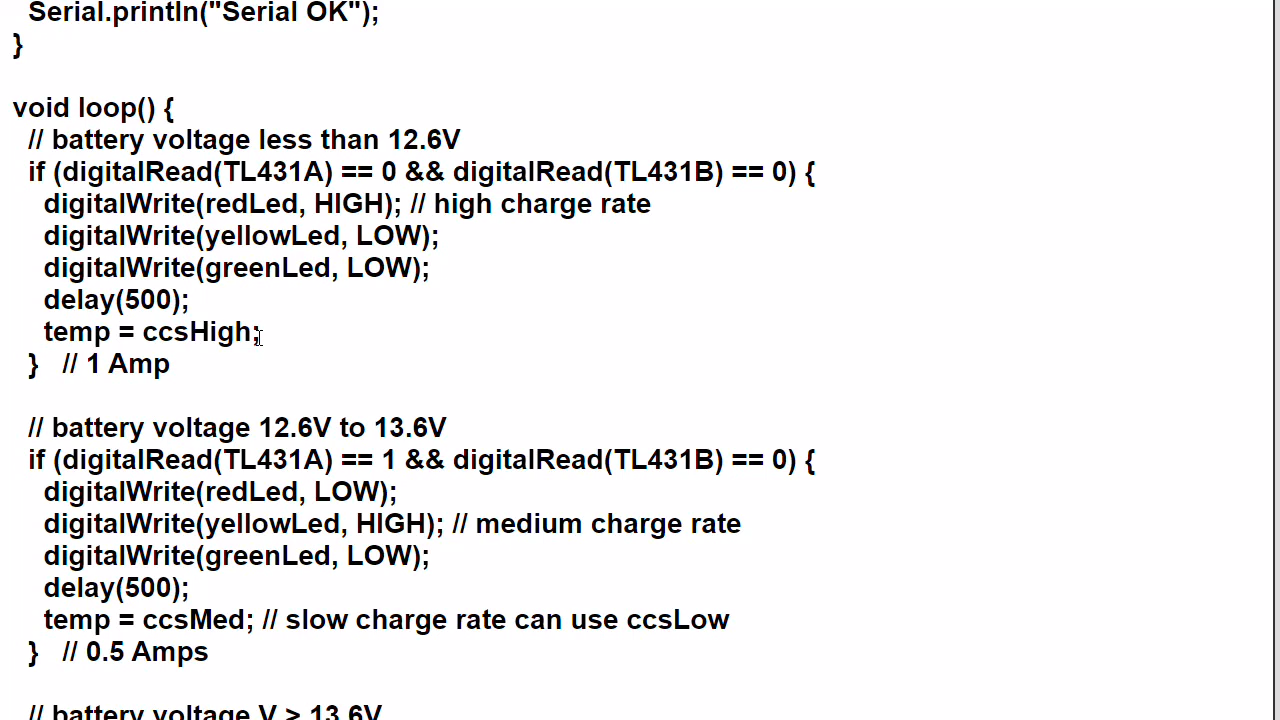 Serial.println("Serial OK");
}
void loop() {
// battery voltage less than 12.6V
if (digitalRead(TL431A) == 0 && digitalRead(TL431B) == 0) {
digitalWrite(redLed, HIGH); // high charge rate
digitalWrite(yellowLed, LOW);
digitalWrite(greenLed, LOW);
delay(500);
temp = ccsHigh;
} // 1 Amp
// battery voltage 12.6V to 13.6V
if (digitalRead(TL431A) == 1 && digitalRead(TL431B) == 0) {
digitalWrite(redLed, LOW);
digitalWrite(yellowLed, HIGH); // medium charge rate
digitalWrite(greenLed, LOW);
delay(500);
temp = ccsMed; // slow charge rate can use ccsLow
} // 0.5 Amps
// battery voltage V > 13.6V